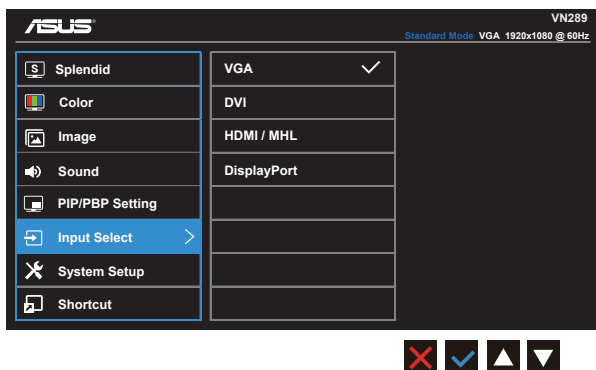 ASUS
VN289
Standard Mode VGA 1920x1080 @ 60Hz
S Splendid
Color
Image
Sound
PIP/PBP Setting
Input Select
System Setup
Shortcut
VGA
DVI
HDMI / MHL
DisplayPort